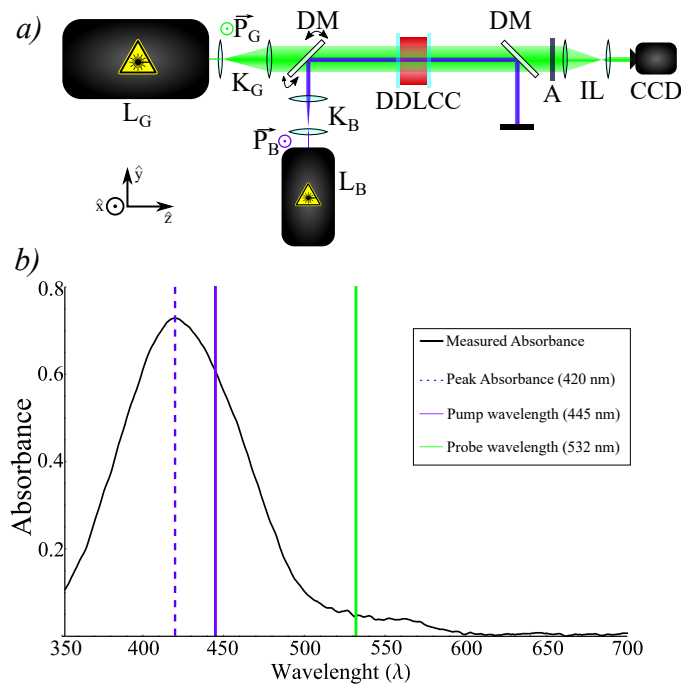 a)
P_G
DM
DM
K_G
DDLCC
A
IL
CCD
L_G
K_B
P_B
L_B
ŷ
x̂
ẑ
b)
0.8
0.6
0.4
0.2
Absorbance
Measured Absorbance
Peak Absorbance (420 nm)
Pump wavelength (445 nm)
Probe wavelength (532 nm)
350 400 450 500 550 600 650 700
Wavelenght (λ)